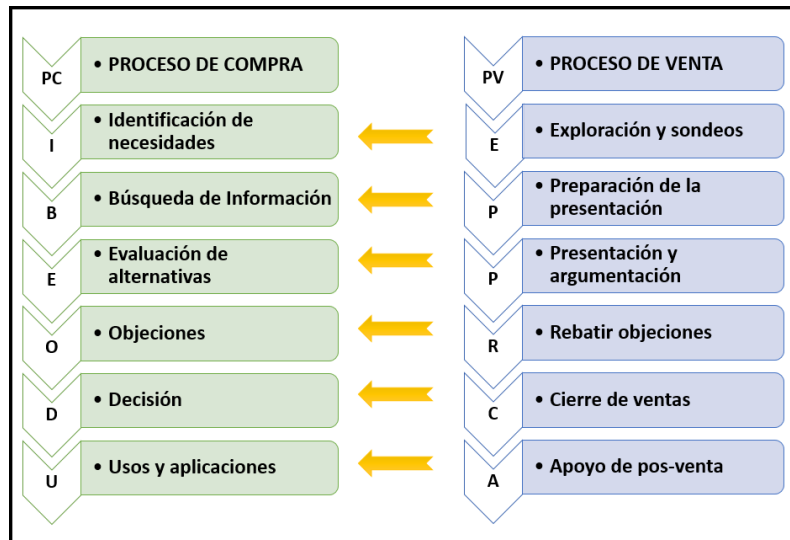 PC
• PROCESO DE COMPRA
I
• Identificación de
necesidades
B
• Búsqueda de Información
E
• Evaluación de
alternativas
O
• Objeciones
D
• Decisión
U
• Usos y aplicaciones
PV
• PROCESO DE VENTA
E
• Exploración y sondeos
P
• Preparación de la
presentación
P
• Presentación y
argumentación
R
• Rebatir objeciones
C
• Cierre de ventas
A
• Apoyo de pos-venta